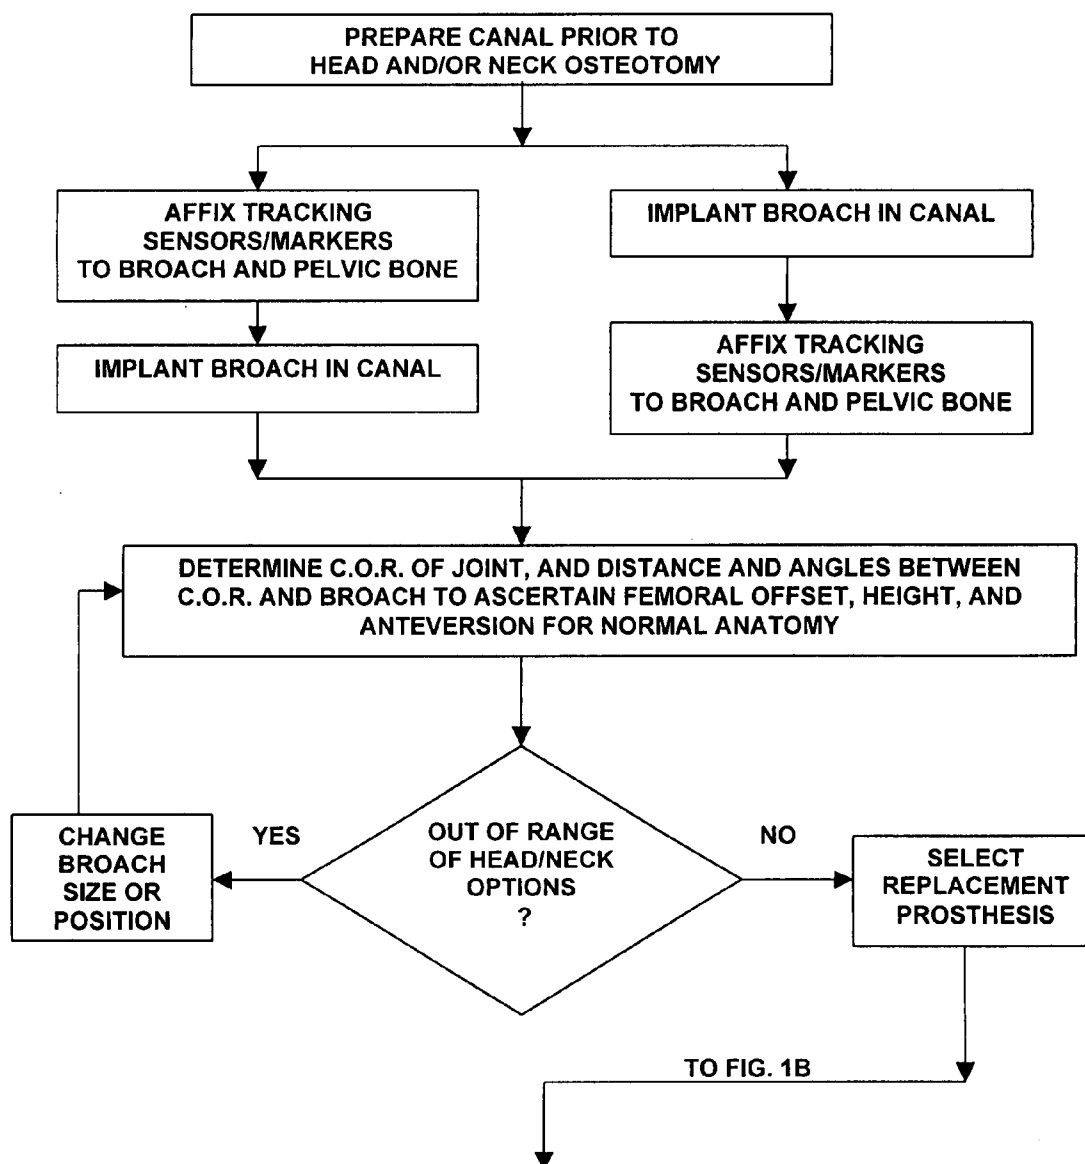 PREPARE CANAL PRIOR TO
HEAD AND/OR NECK OSTEOTOMY
AFFIX TRACKING
SENSORS/MARKERS
TO BROACH AND PELVIC BONE
IMPLANT BROACH IN CANAL
IMPLANT BROACH IN CANAL
AFFIX TRACKING
SENSORS/MARKERS
TO BROACH AND PELVIC BONE
DETERMINE C.O.R. OF JOINT, AND DISTANCE AND ANGLES BETWEEN
C.O.R. AND BROACH TO ASCERTAIN FEMORAL OFFSET, HEIGHT, AND
ANTEVERSION FOR NORMAL ANATOMY
CHANGE
BROACH
SIZE OR
POSITION
YES
OUT OF RANGE
OF HEAD/NECK
OPTIONS
?
NO
SELECT
REPLACEMENT
PROSTHESIS
TO FIG. 1B